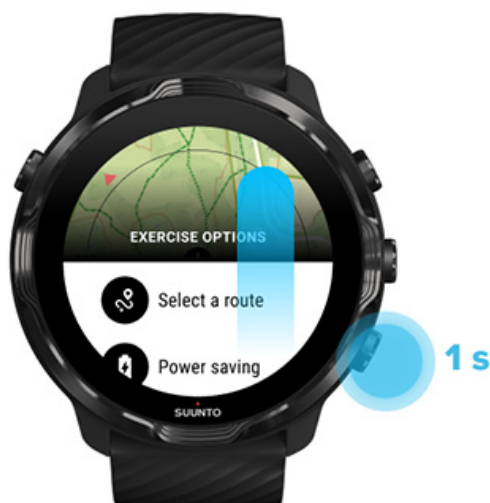 EXERCISE OPTIONS
Select a route
Power saving
1 s
SUUNTO